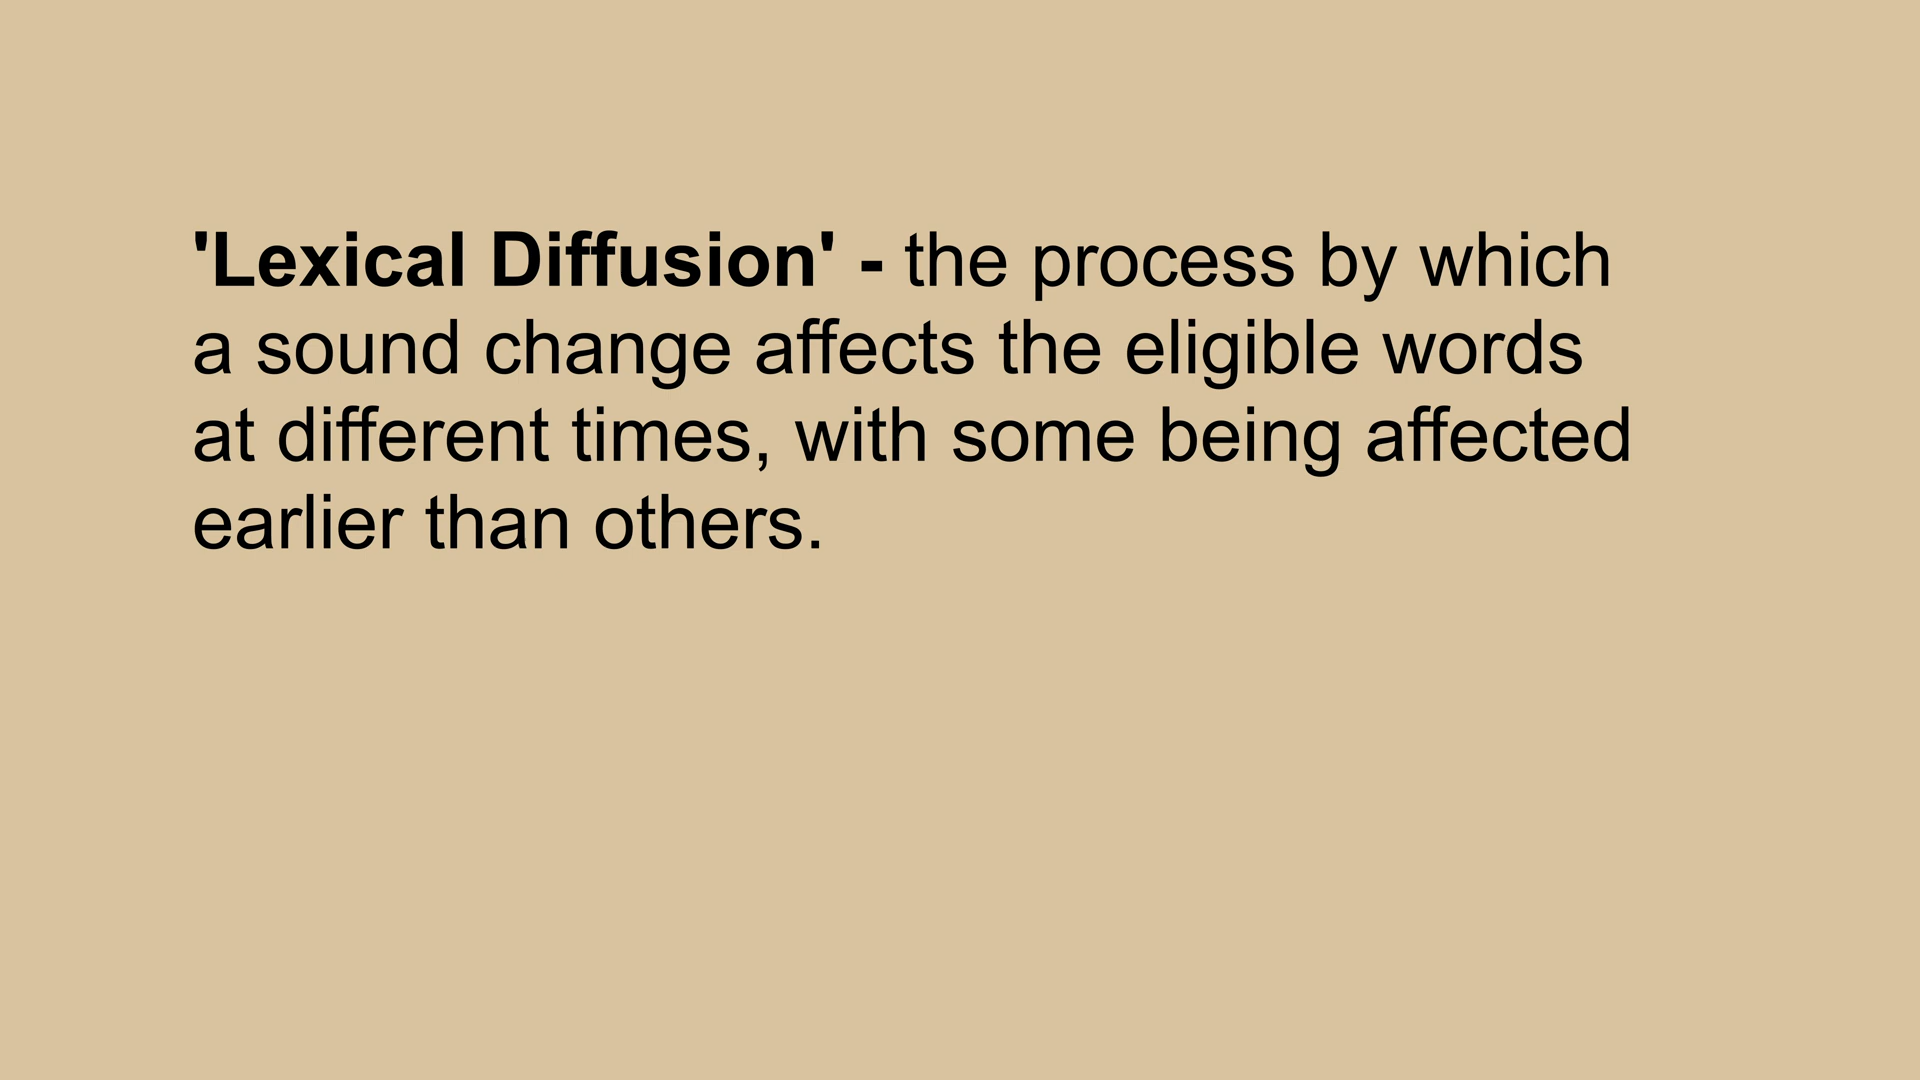 'Lexical Diffusion' - the process by which
a sound change affects the eligible words
at different times, with some being affected
earlier than others.